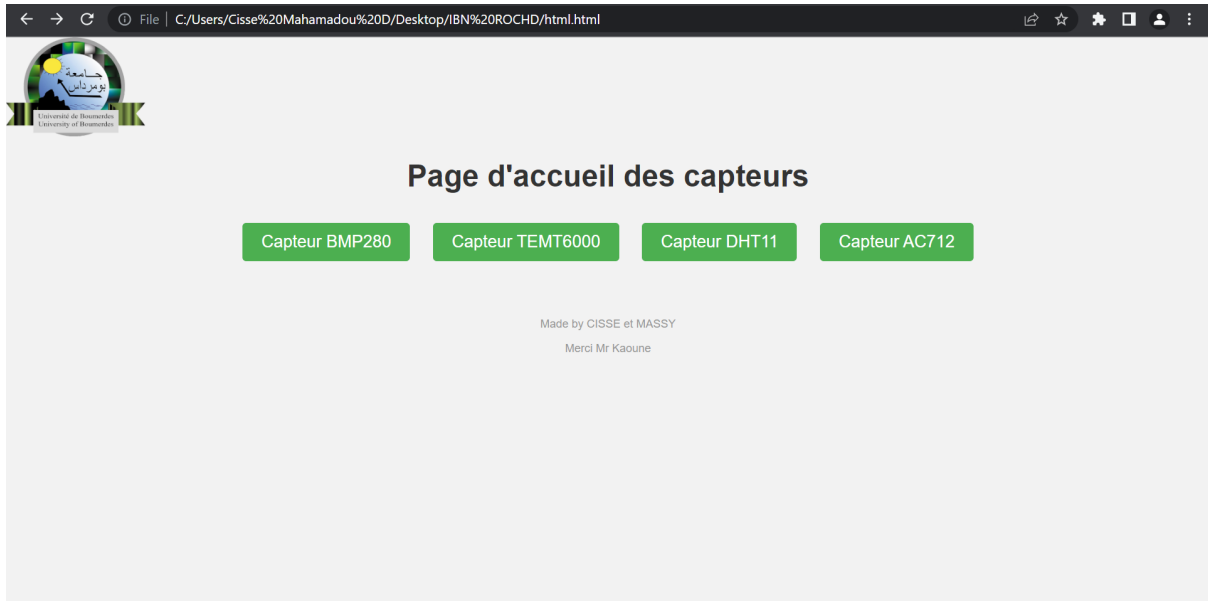 File
C:/Users/Cisse%20Mahamadou%20D/Desktop/IBN%20ROCHD/html.html
جامعة
بومرداس
Université de Boumerdes
University of Boumerdes
Page d'accueil des capteurs
Capteur BMP280 Capteur TEMT6000 Capteur DHT11 Capteur AC712
Made by CISSE et MASSY
Merci Mr Kaoune